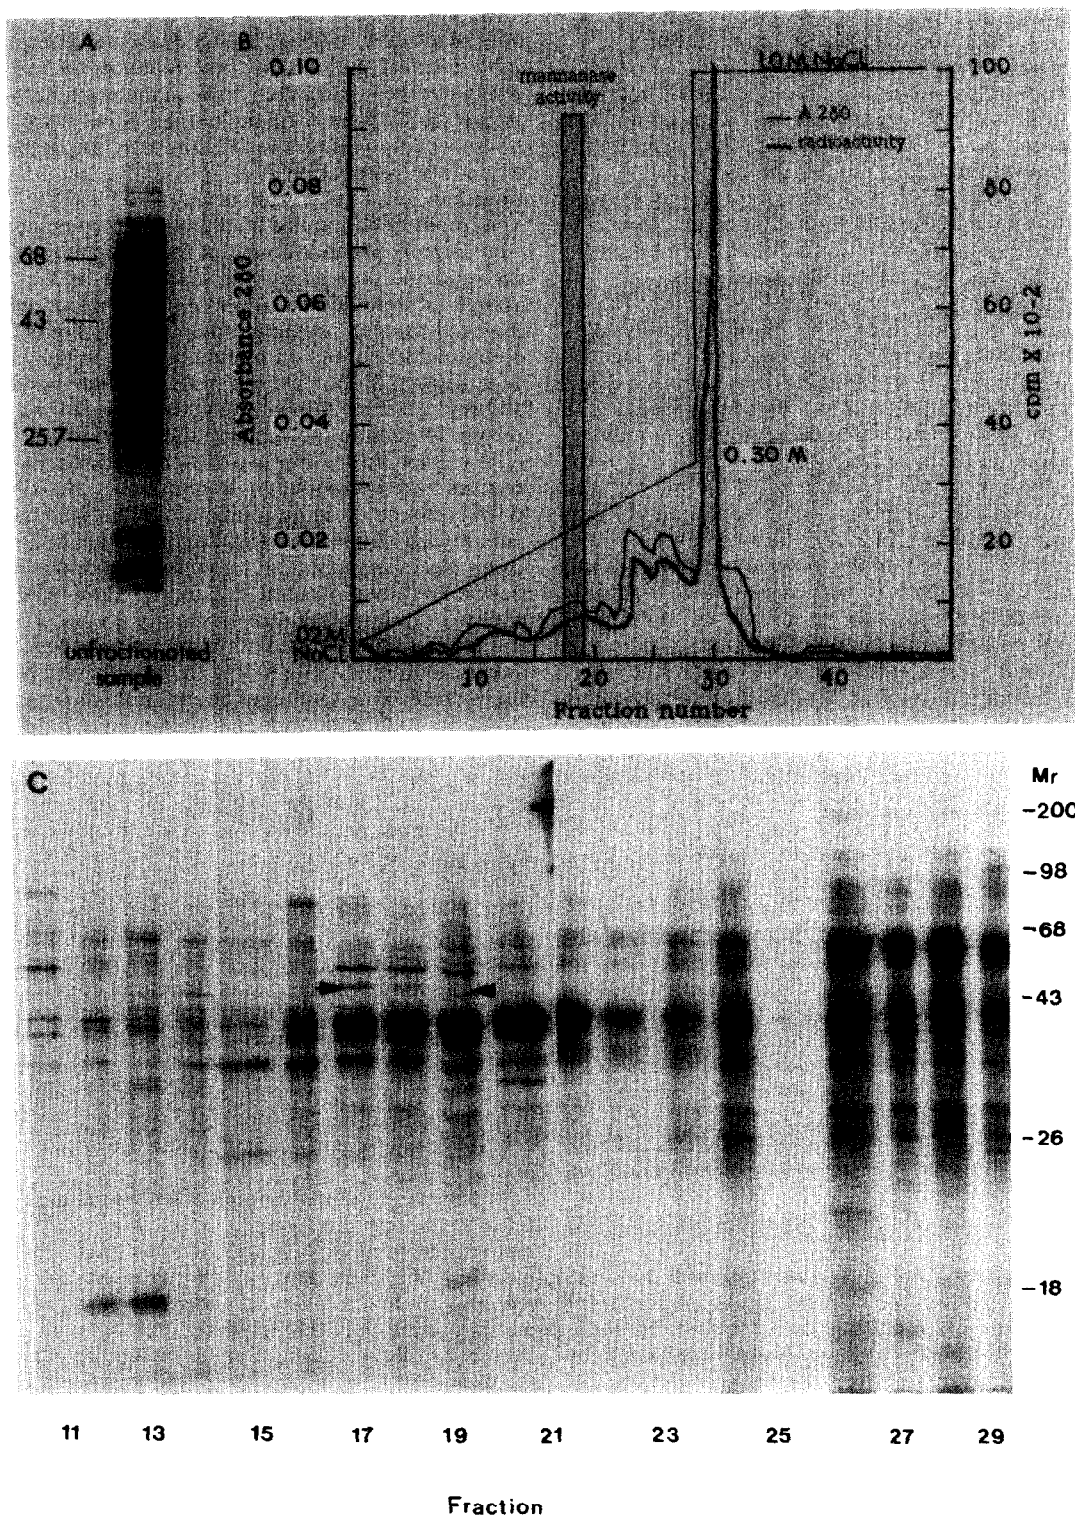 A
B
0.10
0.08
0.06
0.04
0.02
Absorbance 280
68
43
25.7
unfractionated
sample
mannanase
activity
1.0 M NaCL
A 280
radioactivity
0.30 M
.02M
NaCL
100
80
60
40
20
cpm X 10-2
10 20 30 40
Fraction number
C
Mr
-200
-98
-68
-43
-26
-18
11 13 15 17 19 21 23 25 27 29
Fraction